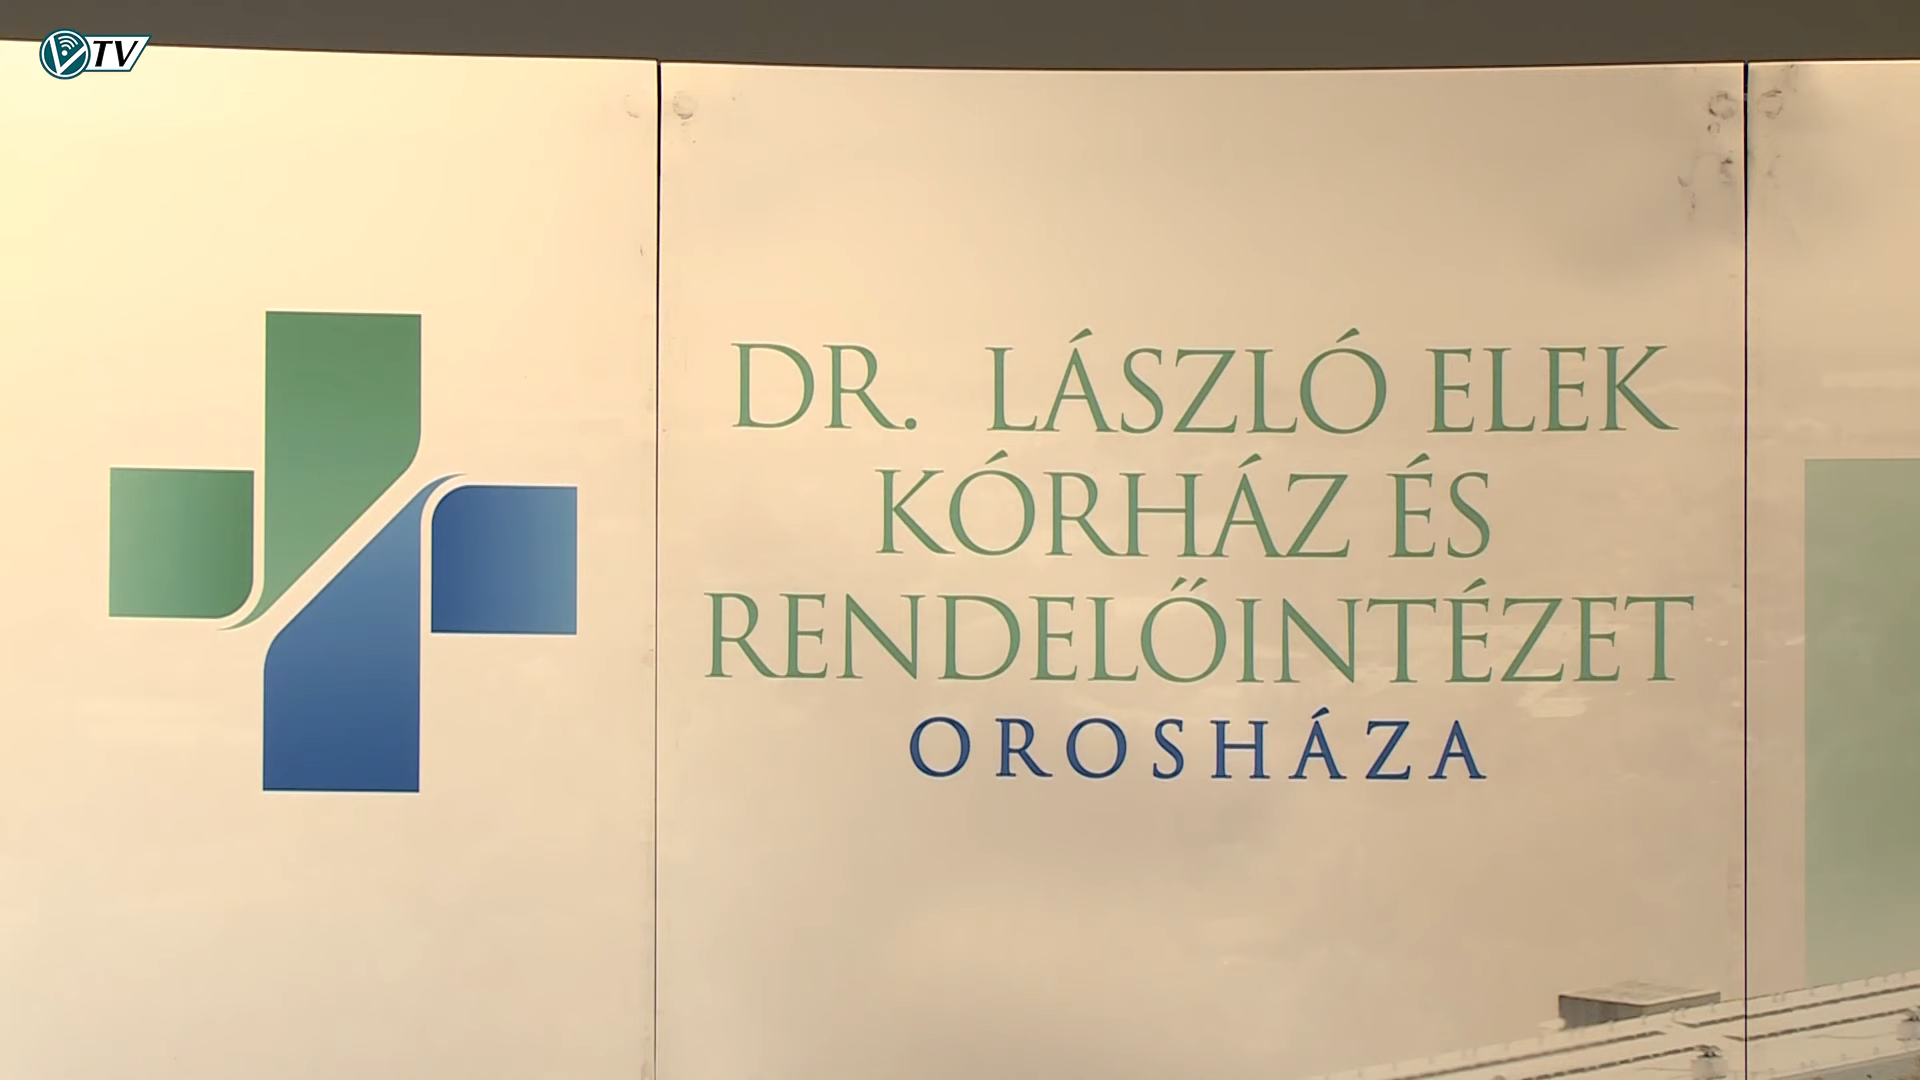 TV
DR. LÁSZLÓ ELEK
KÓRHÁZ ÉS
RENDELŐINTÉZET
OROSHÁZA